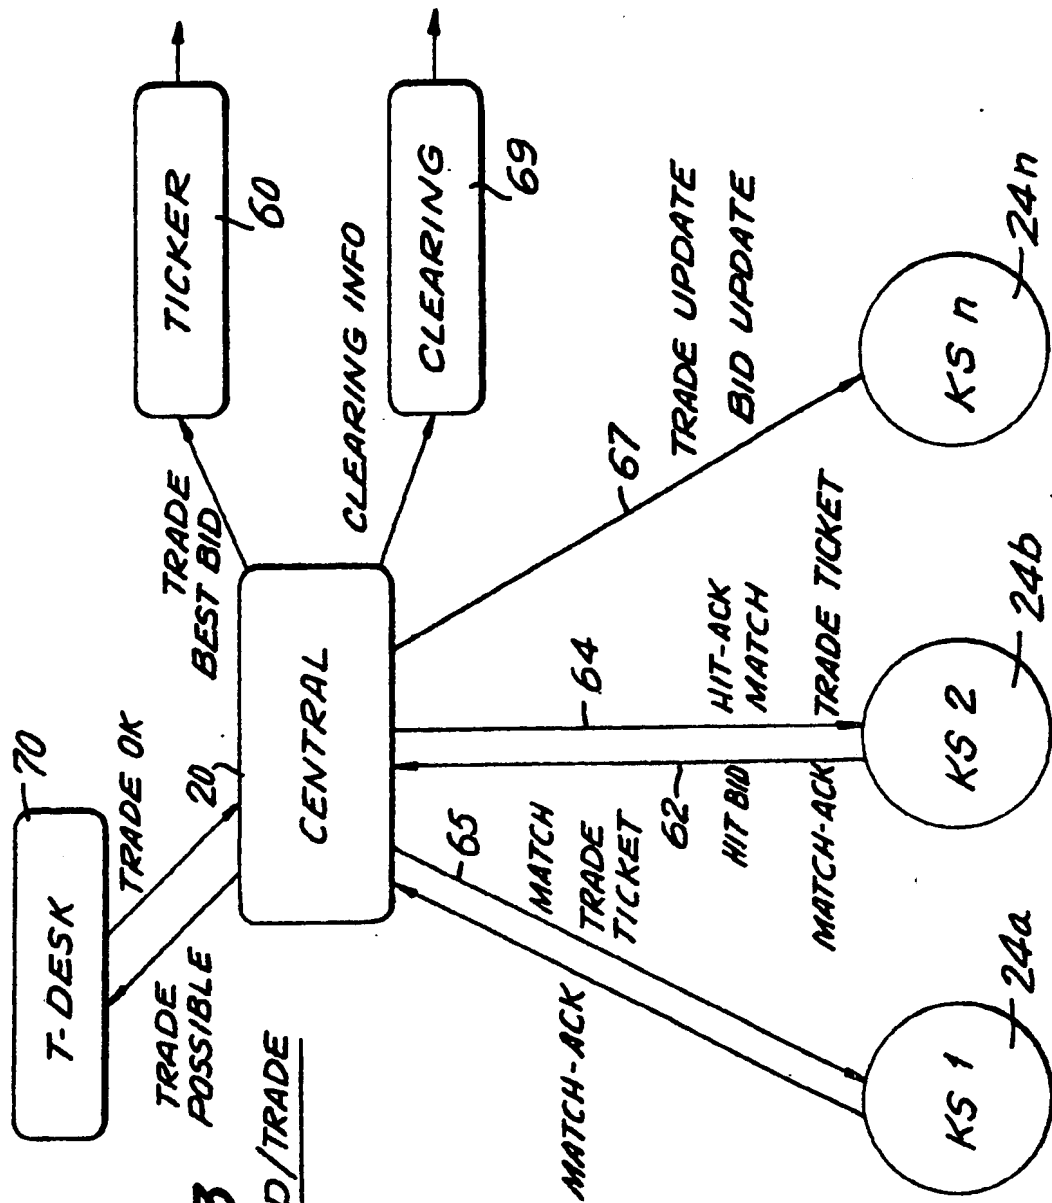 T-DESK
70
TRADE
POSSIBLE
TRADE OK
20
3
D/TRADE
CENTRAL
TRADE
BEST BID
TICKER
60
CLEARING INFO
CLEARING
69
65
MATCH
TRADE
TICKET
MATCH-ACK
62
HIT BID
MATCH-ACK
64
HIT-ACK
MATCH
TRADE TICKET
67
TRADE UPDATE
BID UPDATE
KS 1
24a
KS 2
24b
KS n
24n